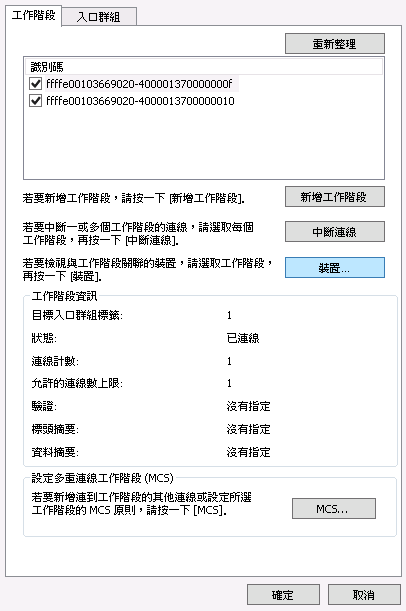 工作階段
入口群組
重新整理
識別碼
ffffe00103669020-400001370000000f
ffffe00103669020-4000013700000010
若要新增工作階段，請按一下 [新增工作階段]。
新增工作階段
若要中斷一或多個工作階段的連線，請選取每個
工作階段，再按一下 [中斷連線]。
中斷連線
若要檢視與工作階段關聯的裝置，請選取工作階段，
再按一下 [裝置]。
裝置...
工作階段資訊
目標入口群組標籤: 1
狀態: 已連線
連線計數: 1
允許的連線數上限: 1
驗證: 沒有指定
標頭摘要: 沒有指定
資料摘要: 沒有指定
設定多重連線工作階段 (MCS)
若要新增連到工作階段的其他連線或設定所選
工作階段的 MCS 原則，請按一下 [MCS]。
MCS...
確定
取消